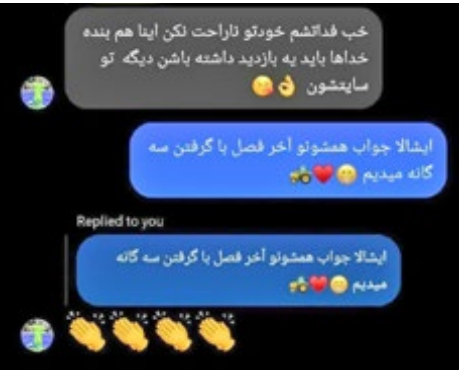 خب فداتشم خودتو ناراحت نکن اینا هم بنده
خداها باید یه بازدید داشته باشن دیگه تو
سایتشون 👌😋
ایشالا جواب همشونو آخر فصل با گرفتن سه
گانه میدیم 😁❤️🚜
Replied to you
ایشالا جواب همشونو آخر فصل با گرفتن سه گانه
میدیم 😁❤️🚜
👏👏👏👏